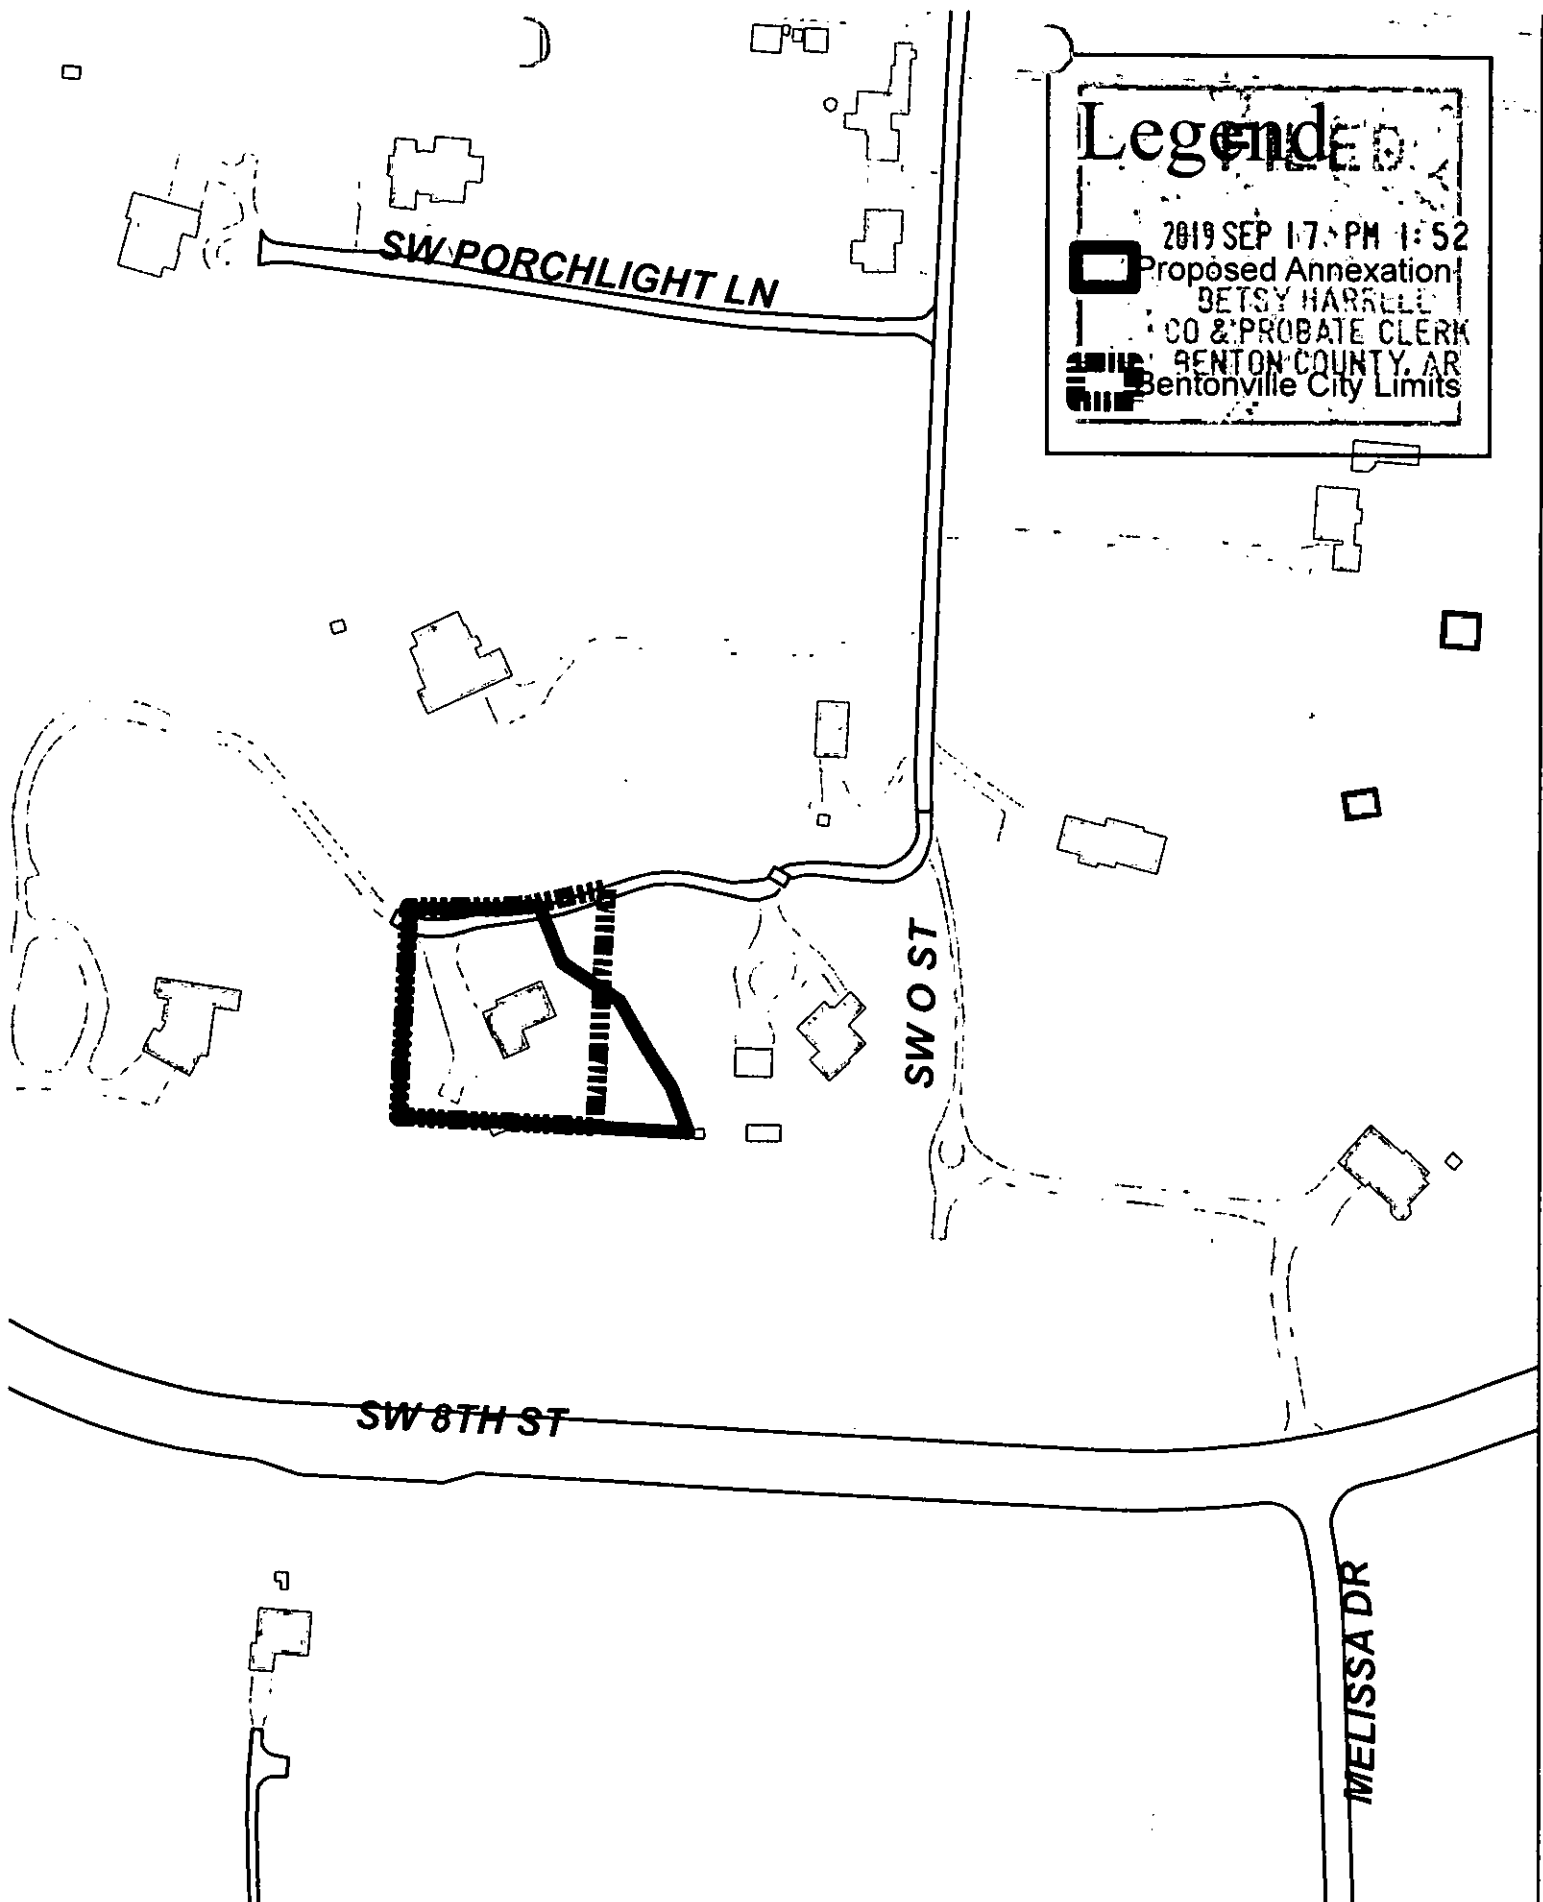 Legend
FILED
2019 SEP 17 PM 1:52
Proposed Annexation
BETSY HARRELL
CO & PROBATE CLERK
BENTON COUNTY, AR
Bentonville City Limits
SW PORCHLIGHT LN
SW O ST
SW 8TH ST
MELISSA DR